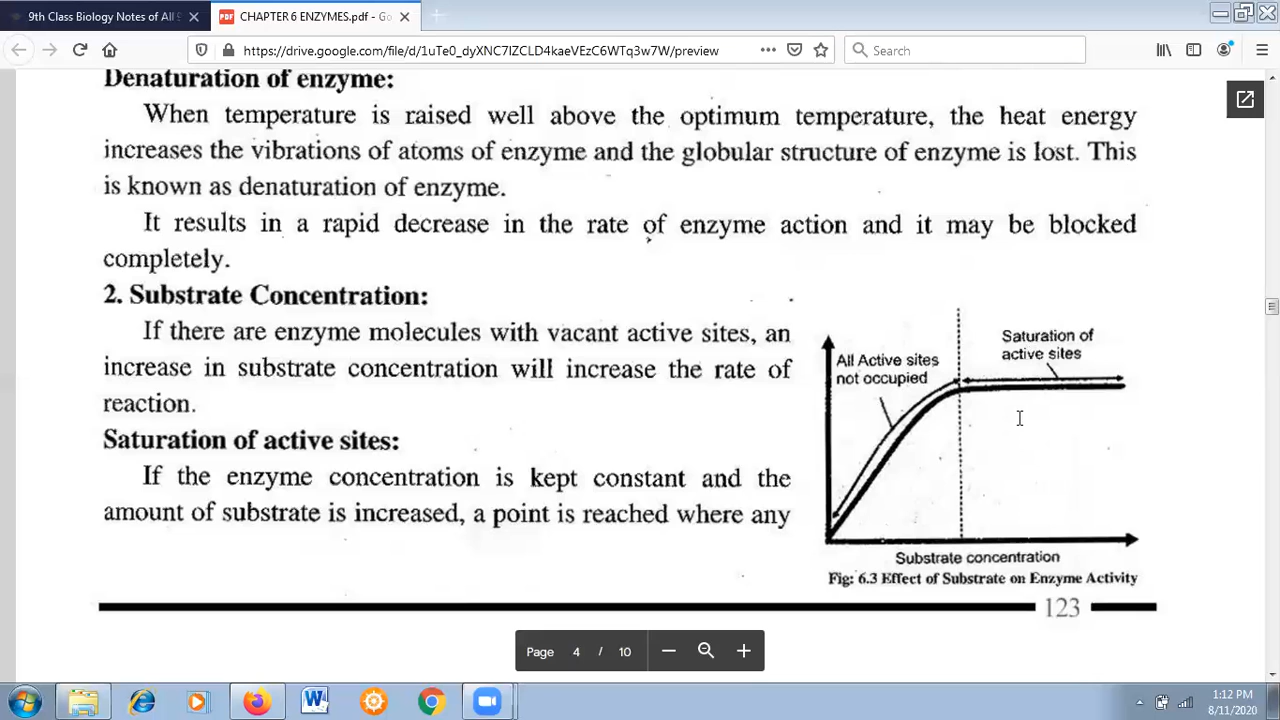 9th Class Biology Notes of All 9
CHAPTER 6 ENZYMES.pdf - Go
https://drive.google.com/file/d/1uTe0_dyXNC7lZCLD4kaeVEzC6WTq3w7W/preview
Search
Denaturation of enzyme:
When temperature is raised well above the optimum temperature, the heat energy
increases the vibrations of atoms of enzyme and the globular structure of enzyme is lost. This
is known as denaturation of enzyme.
It results in a rapid decrease in the rate of enzyme action and it may be blocked
completely.
2. Substrate Concentration:
If there are enzyme molecules with vacant active sites, an
increase in substrate concentration will increase the rate of
reaction.
Saturation of active sites:
If the enzyme concentration is kept constant and the
amount of substrate is increased, a point is reached where any
All Active sites
not occupied
Saturation of
active sites
Substrate concentration
Fig: 6.3 Effect of Substrate on Enzyme Activity
123
Page 4 / 10
1:12 PM
8/11/2020